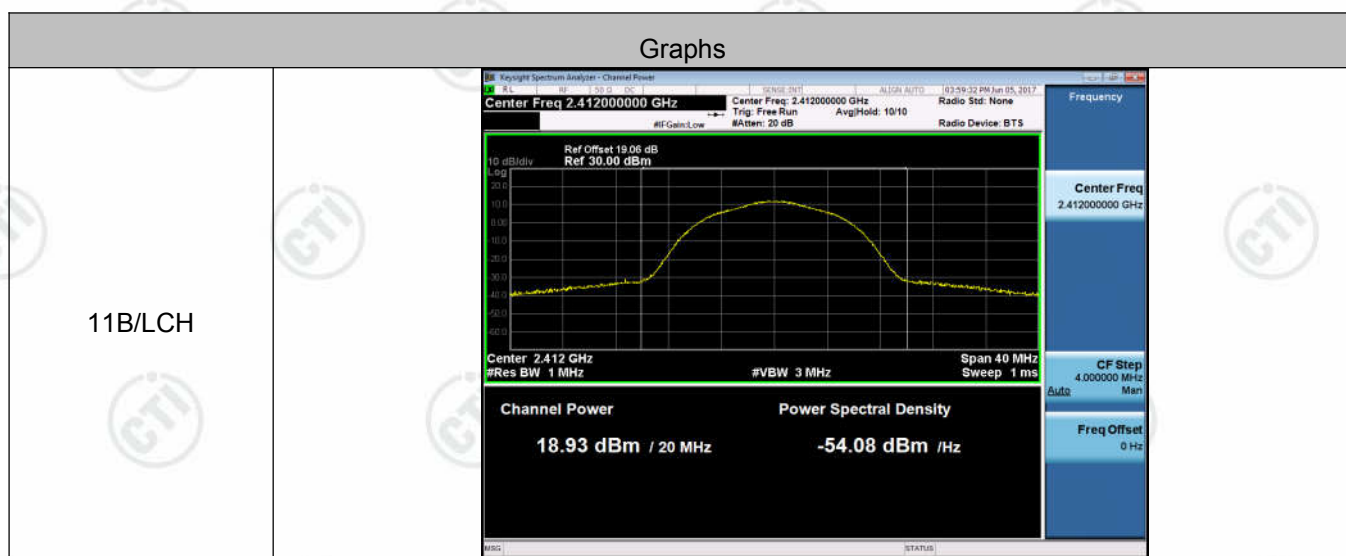 Graphs
11B/LCH
Keysight Spectrum Analyzer - Channel Power
RL RF 50 Ω DC SENSE:INT ALIGN AUTO 03:59:32 PM Jun 05, 2017
Center Freq 2.412000000 GHz
#IFGain:Low
Center Freq: 2.412000000 GHz
Trig: Free Run Avg|Hold: 10/10
#Atten: 20 dB
Radio Std: None
Radio Device: BTS
Ref Offset 19.06 dB
10 dB/div Ref 30.00 dBm
Log
20.0
10.0
0.00
-10.0
-20.0
-30.0
-40.0
-50.0
-60.0
Center 2.412 GHz Span 40 MHz
#Res BW 1 MHz #VBW 3 MHz Sweep 1 ms
Channel Power Power Spectral Density
18.93 dBm / 20 MHz -54.08 dBm /Hz
Frequency
Center Freq
2.412000000 GHz
CF Step
4.000000 MHz
Auto Man
Freq Offset
0 Hz
MSG STATUS
CTI
CTI
CTI
CTI
CTI